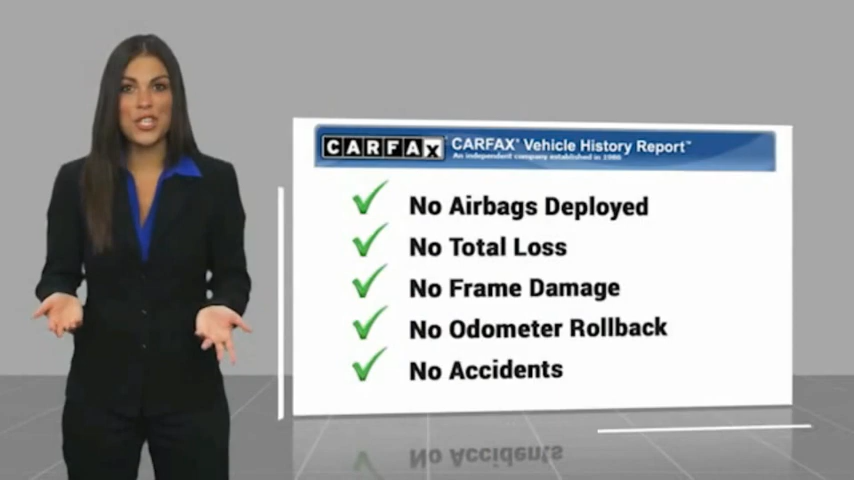 CARFAX CARFAX® Vehicle History Report™
An independent company established in 1986
No Airbags Deployed
No Total Loss
No Frame Damage
No Odometer Rollback
No Accidents
No Accidents